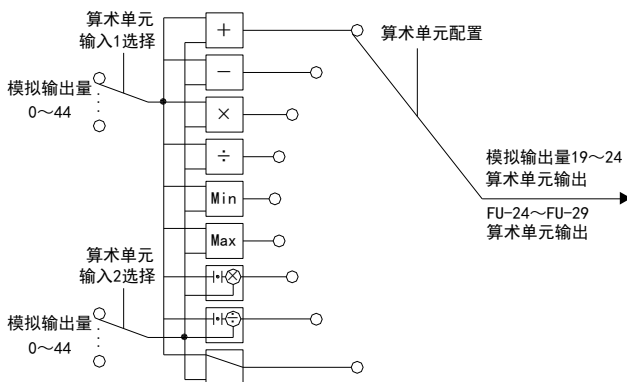 算术单元
输入1选择
模拟输出量
0～44
+
−
×
÷
Min
Max
|•|⊗
|•|⊕
算术单元配置
模拟输出量19～24
算术单元输出
FU-24～FU-29
算术单元输出
算术单元
输入2选择
模拟输出量
0～44